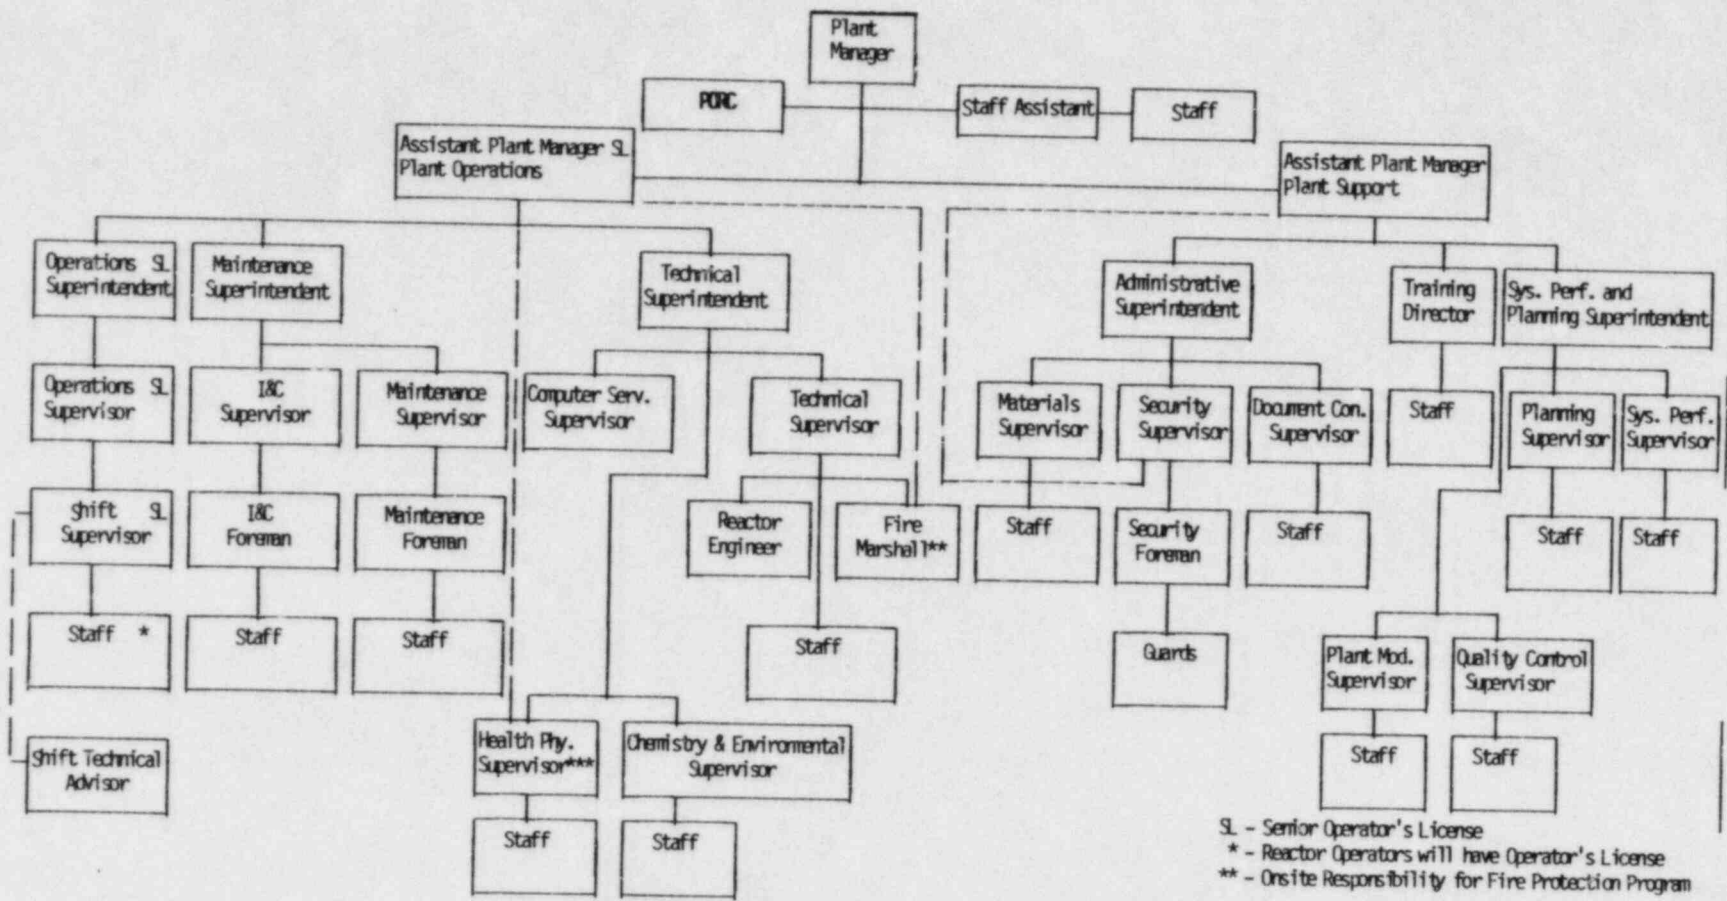 Plant
Manager
PORC
Staff Assistant
Staff
Assistant Plant Manager SL
Plant Operations
Assistant Plant Manager
Plant Support
Operations SL
Superintendent
Maintenance
Superintendent
Technical
Superintendent
Administrative
Superintendent
Training
Director
Sys. Perf. and
Planning Superintendent
Operations SL
Supervisor
I&C
Supervisor
Maintenance
Supervisor
Computer Serv.
Supervisor
Technical
Supervisor
Materials
Supervisor
Security
Supervisor
Document Con.
Supervisor
Staff
Planning
Supervisor
Sys. Perf.
Supervisor
Shift SL
Supervisor
I&C
Foreman
Maintenance
Foreman
Reactor
Engineer
Fire
Marshall**
Staff
Security
Foreman
Staff
Staff
Staff
Staff *
Staff
Staff
Staff
Guards
Plant Mod.
Supervisor
Quality Control
Supervisor
Shift Technical
Advisor
Health Phy.
Supervisor***
Chemistry & Environmental
Supervisor
Staff
Staff
Staff
Staff
SL - Senior Operator's License
* - Reactor Operators will have Operator's License
** - Onsite Responsibility for Fire Protection Program